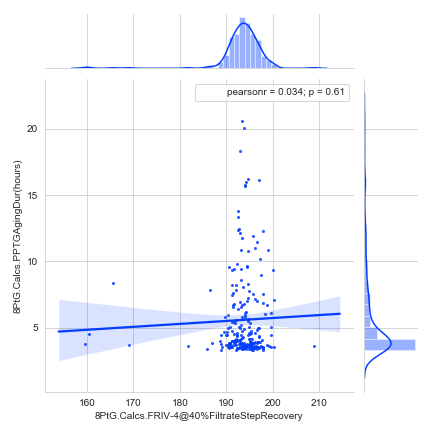 pearsonr = 0.034; p = 0.61
20
15
10
5
8PtG.Calcs.PPTGAgingDur(hours)
160 170 180 190 200 210
8PtG.Calcs.FRIV-4@40%FiltrateStepRecovery